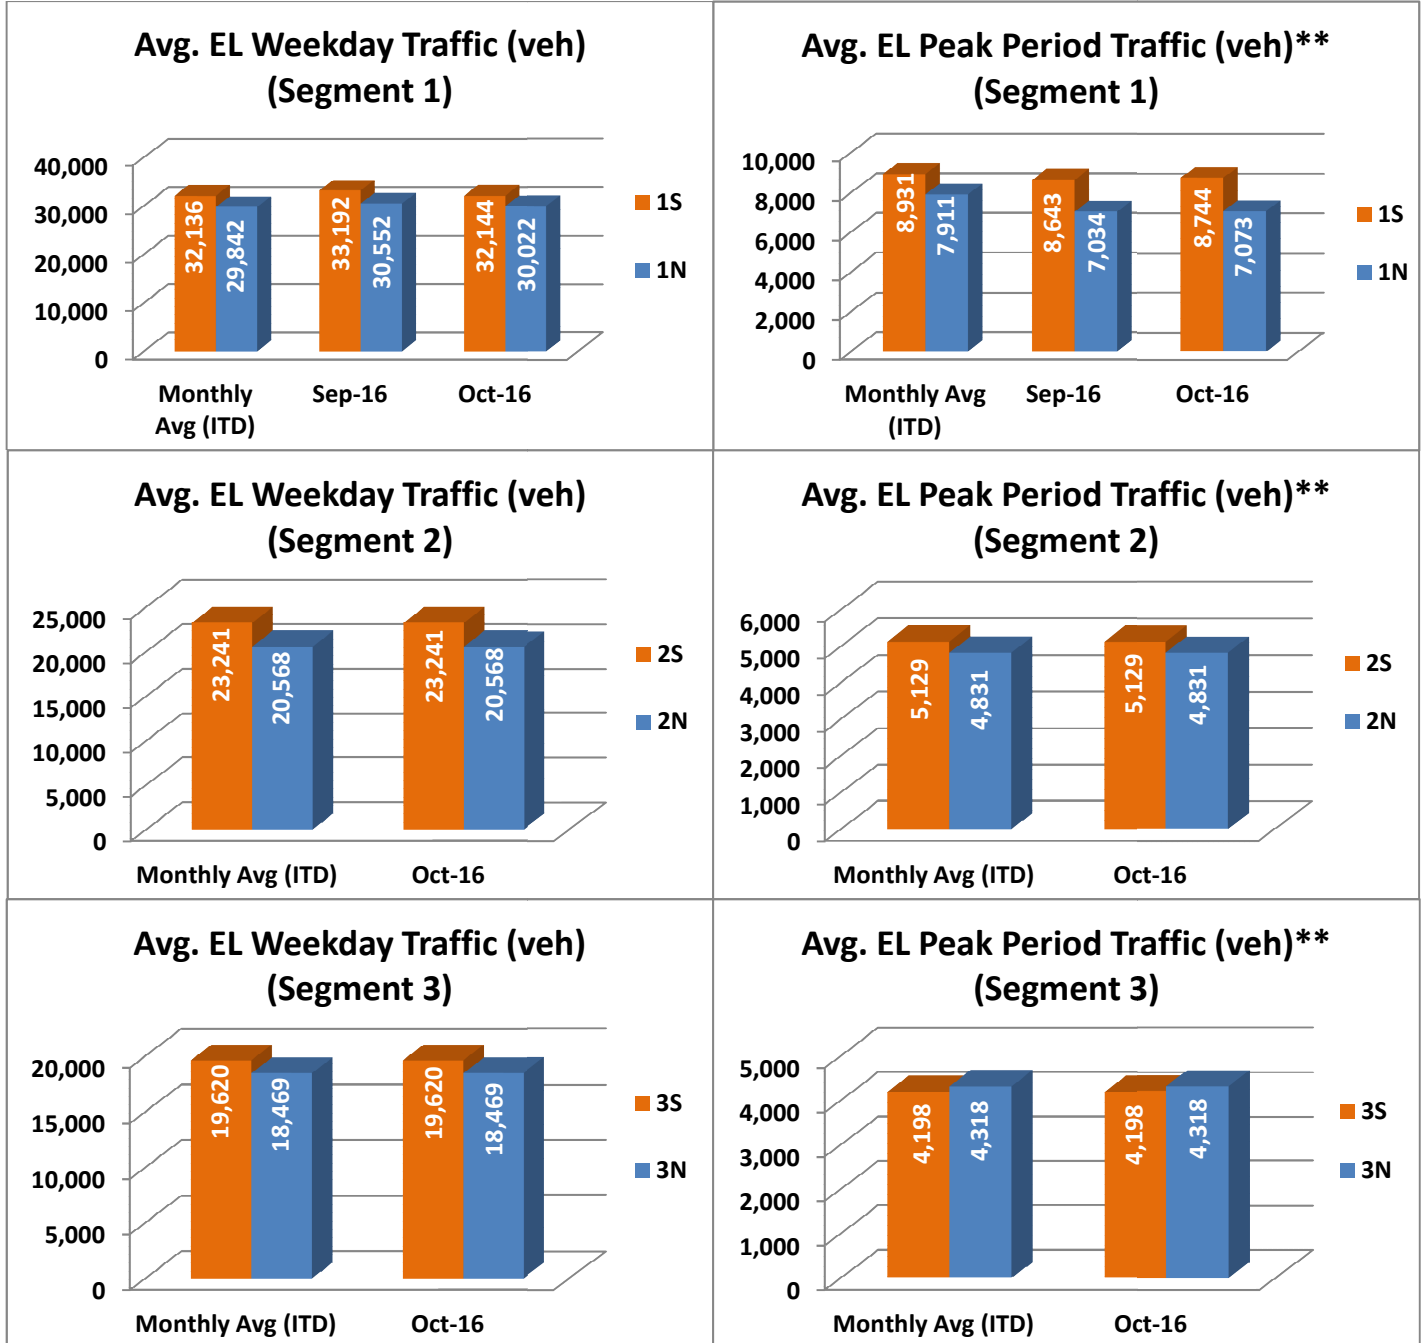 Avg. EL Weekday Traffic (veh)
(Segment 1)
40,000
30,000
20,000
10,000
0
32,136
29,842
33,192
30,552
32,144
30,022
Monthly
Avg (ITD)
Sep-16
Oct-16
1S
1N
Avg. EL Peak Period Traffic (veh)**
(Segment 1)
10,000
8,000
6,000
4,000
2,000
0
8,931
7,911
8,643
7,034
8,744
7,073
Monthly Avg
(ITD)
Sep-16
Oct-16
1S
1N
Avg. EL Weekday Traffic (veh)
(Segment 2)
25,000
20,000
15,000
10,000
5,000
0
23,241
20,568
23,241
20,568
Monthly Avg (ITD)
Oct-16
2S
2N
Avg. EL Peak Period Traffic (veh)**
(Segment 2)
6,000
5,000
4,000
3,000
2,000
1,000
0
5,129
4,831
5,129
4,831
Monthly Avg (ITD)
Oct-16
2S
2N
Avg. EL Weekday Traffic (veh)
(Segment 3)
20,000
15,000
10,000
5,000
0
19,620
18,469
19,620
18,469
Monthly Avg (ITD)
Oct-16
3S
3N
Avg. EL Peak Period Traffic (veh)**
(Segment 3)
5,000
4,000
3,000
2,000
1,000
0
4,198
4,318
4,198
4,318
Monthly Avg (ITD)
Oct-16
3S
3N